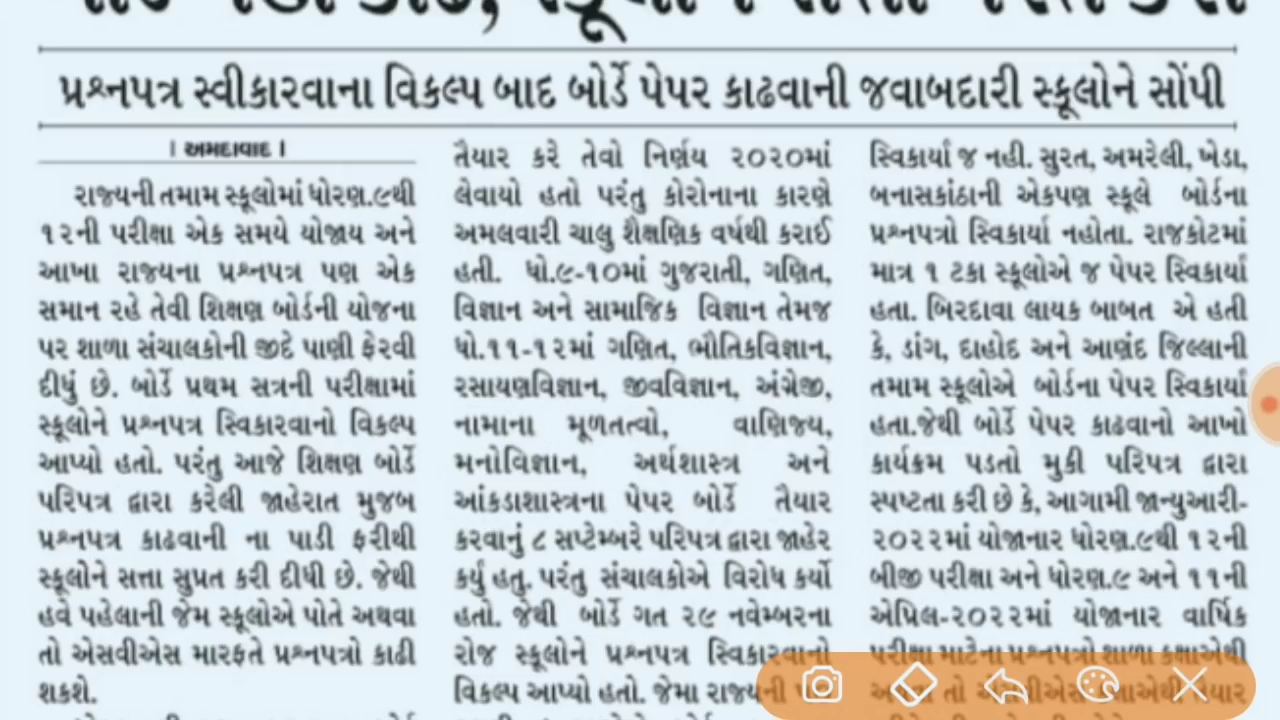 પ્રશ્નપત્ર સ્વીકારવાના વિકલ્પ બાદ બોર્ડે પેપર કાઢવાની જવાબદારી સ્કૂલોને સોંપી
| અમદાવાદ |
રાજ્યની તમામ સ્કૂલોમાં ધોરણ.૯થી
૧૨ની પરીક્ષા એક સમયે યોજાય અને
આખા રાજ્યના પ્રશ્નપત્ર પણ એક
સમાન રહે તેવી શિક્ષણ બોર્ડની યોજના
પર શાળા સંચાલકોની જીદે પાણી ફેરવી
દીધું છે. બોર્ડે પ્રથમ સત્રની પરીક્ષામાં
સ્કૂલોને પ્રશ્નપત્ર સ્વિકારવાનો વિકલ્પ
આપ્યો હતો. પરંતુ આજે શિક્ષણ બોર્ડે
પરિપત્ર દ્વારા કરેલી જાહેરાત મુજબ
પ્રશ્નપત્ર કાઢવાની ના પાડી ફરીથી
સ્કૂલોને સત્તા સુપ્રત કરી દીધી છે. જેથી
હવે પહેલાની જેમ સ્કૂલોએ પોતે અથવા
તો એસવીએસ મારફતે પ્રશ્નપત્રો કાઢી
શકશે.
તૈયાર કરે તેવો નિર્ણય ૨૦૨૦માં
લેવાયો હતો પરંતુ કોરોનાના કારણે
અમલવારી ચાલુ શૈક્ષણિક વર્ષથી કરાઈ
હતી. ધો.૯-૧૦માં ગુજરાતી, ગણિત,
વિજ્ઞાન અને સામાજિક વિજ્ઞાન તેમજ
ધો.૧૧-૧૨માં ગણિત, ભૌતિકવિજ્ઞાન,
રસાયણવિજ્ઞાન, જીવવિજ્ઞાન, અંગ્રેજી,
નામાના મૂળતત્વો, વાણિજ્ય,
મનોવિજ્ઞાન, અર્થશાસ્ત્ર અને
આંકડાશાસ્ત્રના પેપર બોર્ડે તૈયાર
કરવાનું ૮ સપ્ટેમ્બરે પરિપત્ર દ્વારા જાહેર
કર્યું હતુ. પરંતુ સંચાલકોએ વિરોધ કર્યો
હતો. જેથી બોર્ડે ગત ૨૯ નવેમ્બરના
રોજ સ્કૂલોને પ્રશ્નપત્ર સ્વિકારવાનો
વિકલ્પ આપ્યો હતો. જેમા રાજ્યની
સ્વિકાર્યા જ નહી. સુરત, અમરેલી, ખેડા,
બનાસકાંઠાની એકપણ સ્કૂલે બોર્ડના
પ્રશ્નપત્રો સ્વિકાર્યા નહોતા. રાજકોટમાં
માત્ર ૧ ટકા સ્કૂલોએ જ પેપર સ્વિકાર્યા
હતા. બિરદાવા લાયક બાબત એ હતી
કે, ડાંગ, દાહોદ અને આણંદ જિલ્લાની
તમામ સ્કૂલોએ બોર્ડના પેપર સ્વિકાર્યા
હતા.જેથી બોર્ડે પેપર કાઢવાનો આખો
કાર્યક્રમ પડતો મુકી પરિપત્ર દ્વારા
સ્પષ્ટતા કરી છે કે, આગામી જાન્યુઆરી-
૨૦૨૨માં યોજાનાર ધોરણ.૯થી ૧૨ની
બીજી પરીક્ષા અને ધોરણ.૯ અને ૧૧ની
એપ્રિલ-૨૦૨૨માં યોજાનાર વાર્ષિક
પરીક્ષા માટેના પ્રશ્નપત્રો શાળા કક્ષાએથી